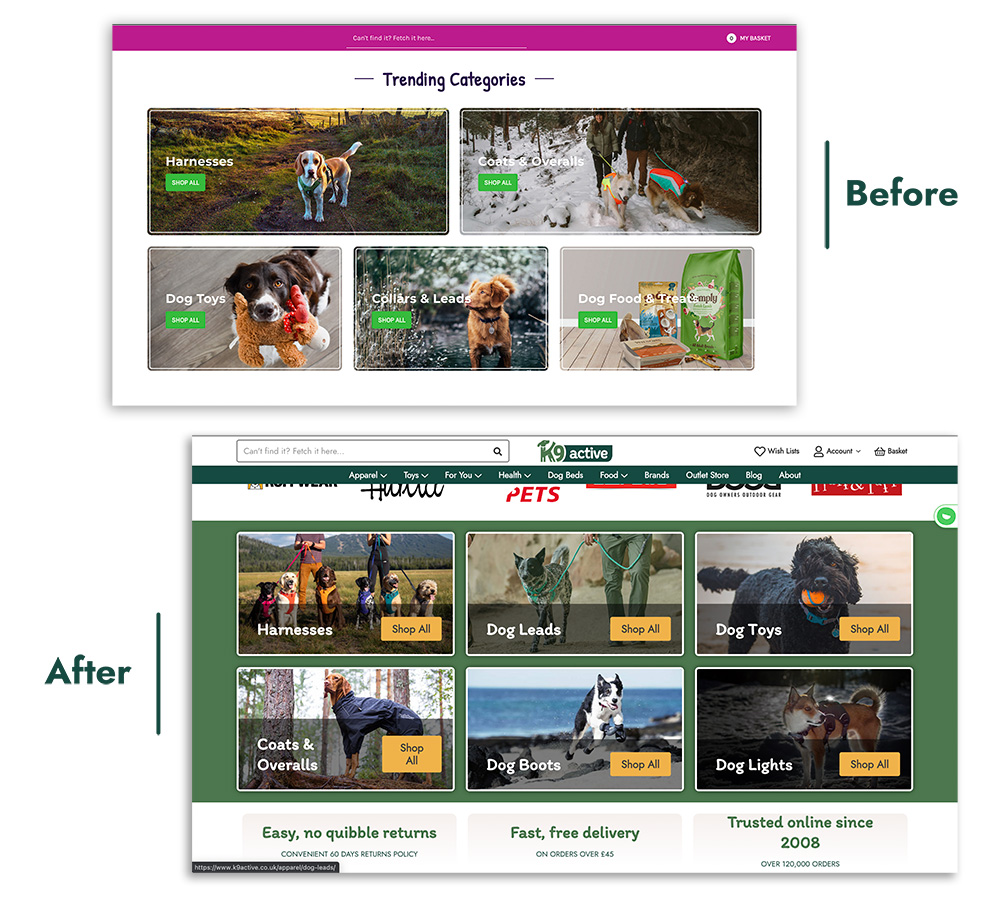 Can't find it? Fetch it here...
0 MY BASKET
Trending Categories
Harnesses
SHOP ALL
Coats & Overalls
SHOP ALL
Before
Dog Toys
SHOP ALL
Collars & Leads
SHOP ALL
Dog Food & Treats
SHOP ALL
Simply
Can't find it? Fetch it here...
K9 active
Wish Lists
Account
Basket
Apparel
Toys
For You
Health
Dog Beds
Food
Brands
Outlet Store
Blog
About
PETS
DOG OWNERS OUTDOOR GEAR
After
Harnesses
Shop All
Dog Leads
Shop All
Dog Toys
Shop All
Coats &
Overalls
Shop
All
Dog Boots
Shop All
Dog Lights
Shop All
Easy, no quibble returns
CONVENIENT 60 DAYS RETURNS POLICY
Fast, free delivery
ON ORDERS OVER £45
Trusted online since
2008
OVER 120,000 ORDERS
https://www.k9active.co.uk/apparel/dog-leads/